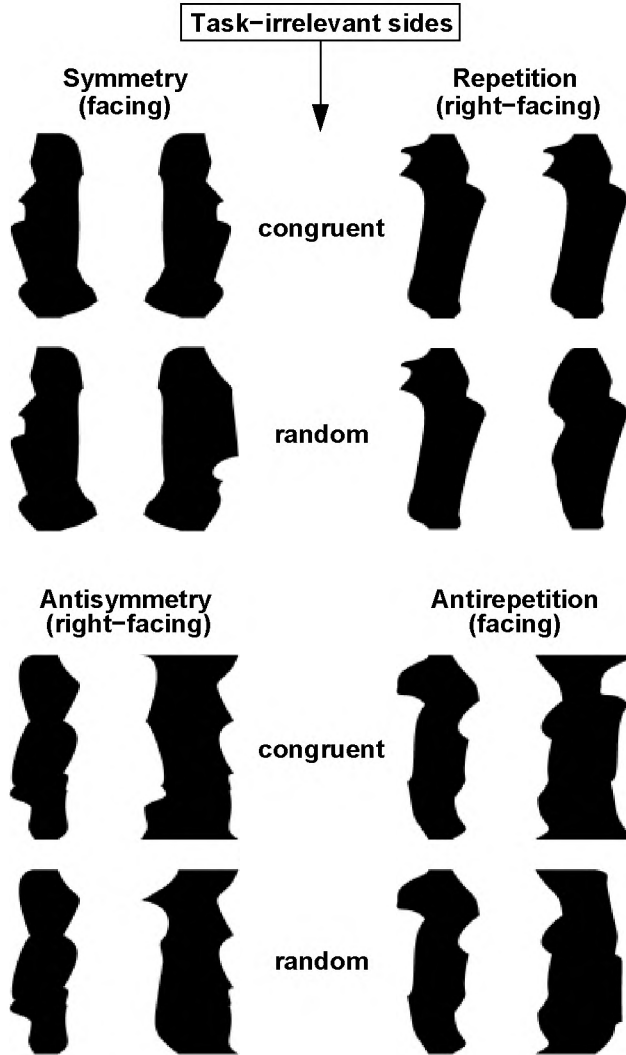 Task−irrelevant sides
Symmetry
(facing)
Repetition
(right−facing)
congruent
random
Antisymmetry
(right−facing)
Antirepetition
(facing)
congruent
random